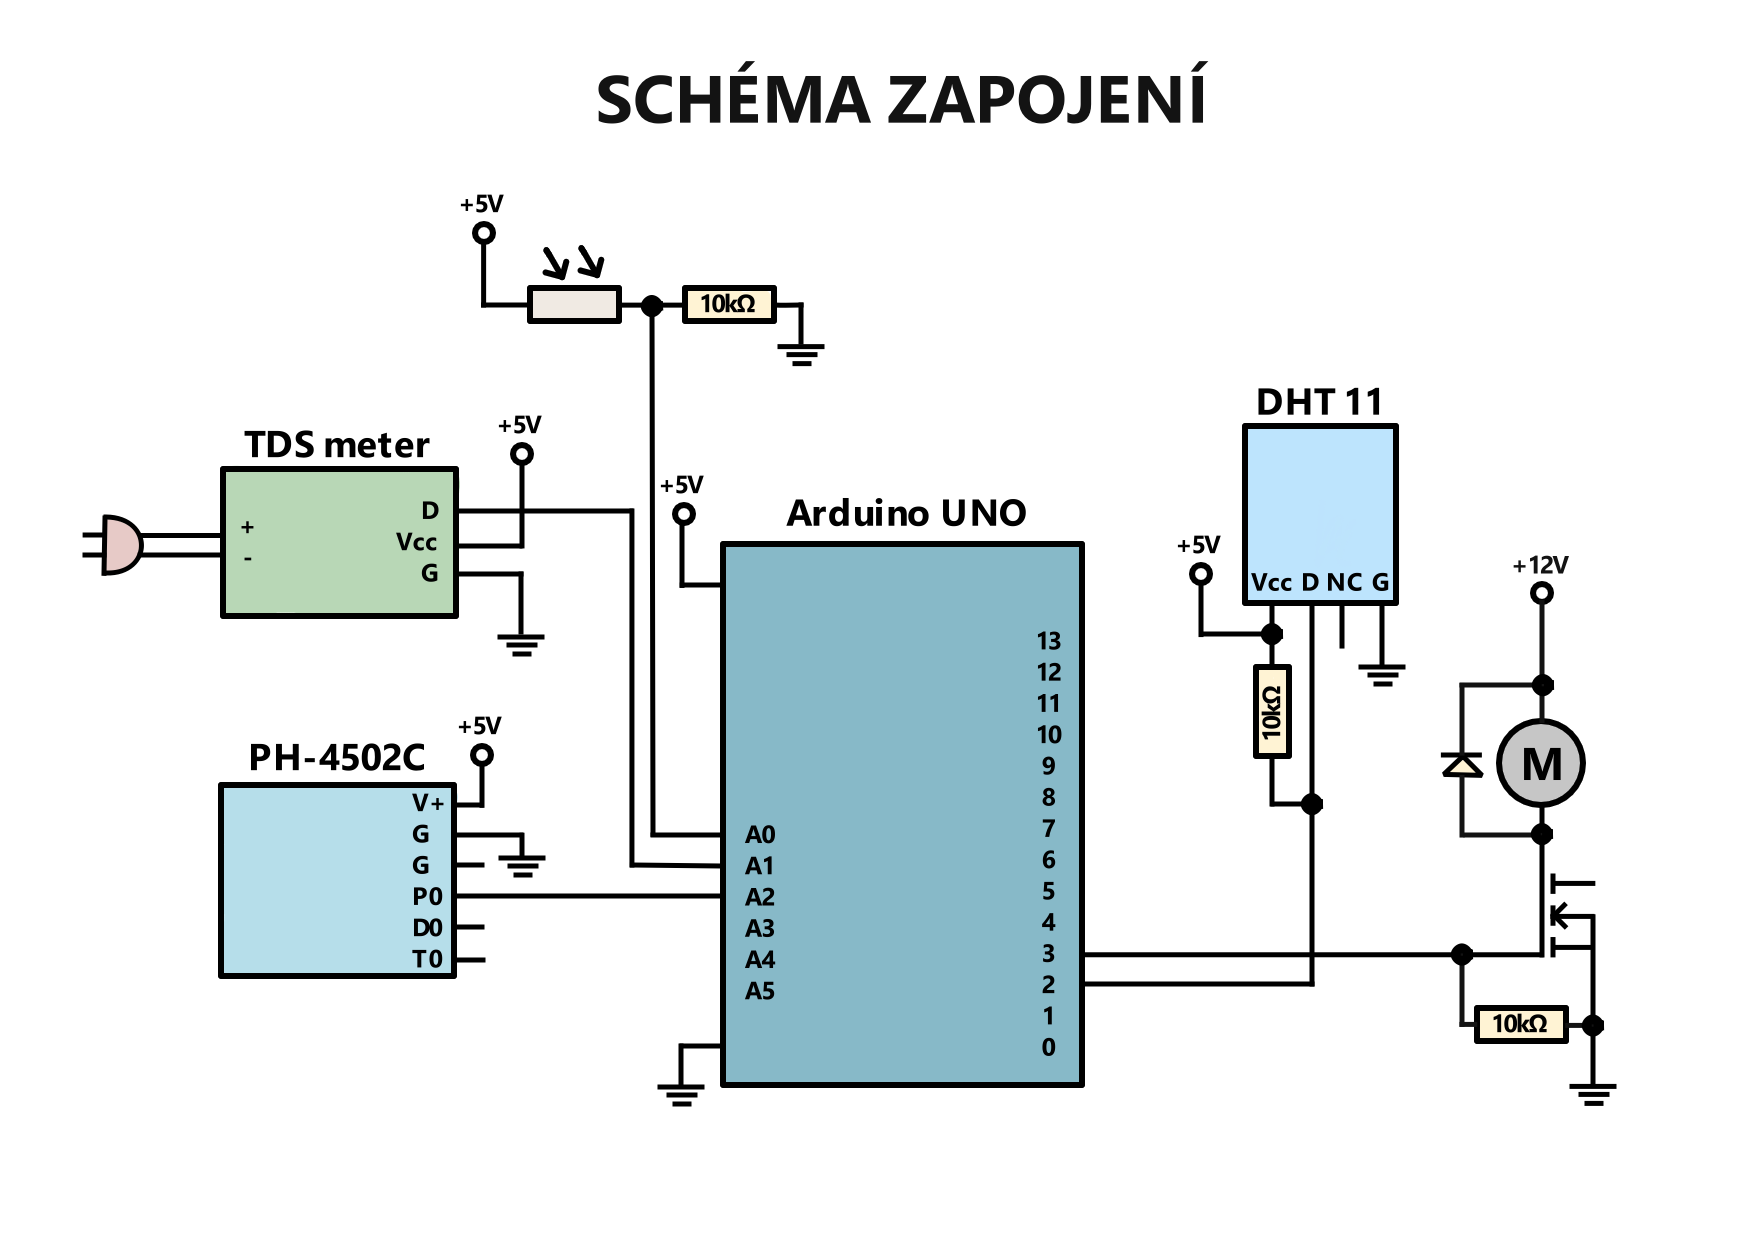 SCHÉMA ZAPOJENÍ
+5V
10kΩ
DHT 11
+5V
TDS meter
+5V
Arduino UNO
D
+
Vcc
-
G
+5V
+12V
Vcc D NC G
13
12
11
10
9
8
7
6
5
4
3
2
1
0
10kΩ
+5V
PH-4502C
V+
G
G
P0
D0
T0
A0
A1
A2
A3
A4
A5
M
10kΩ